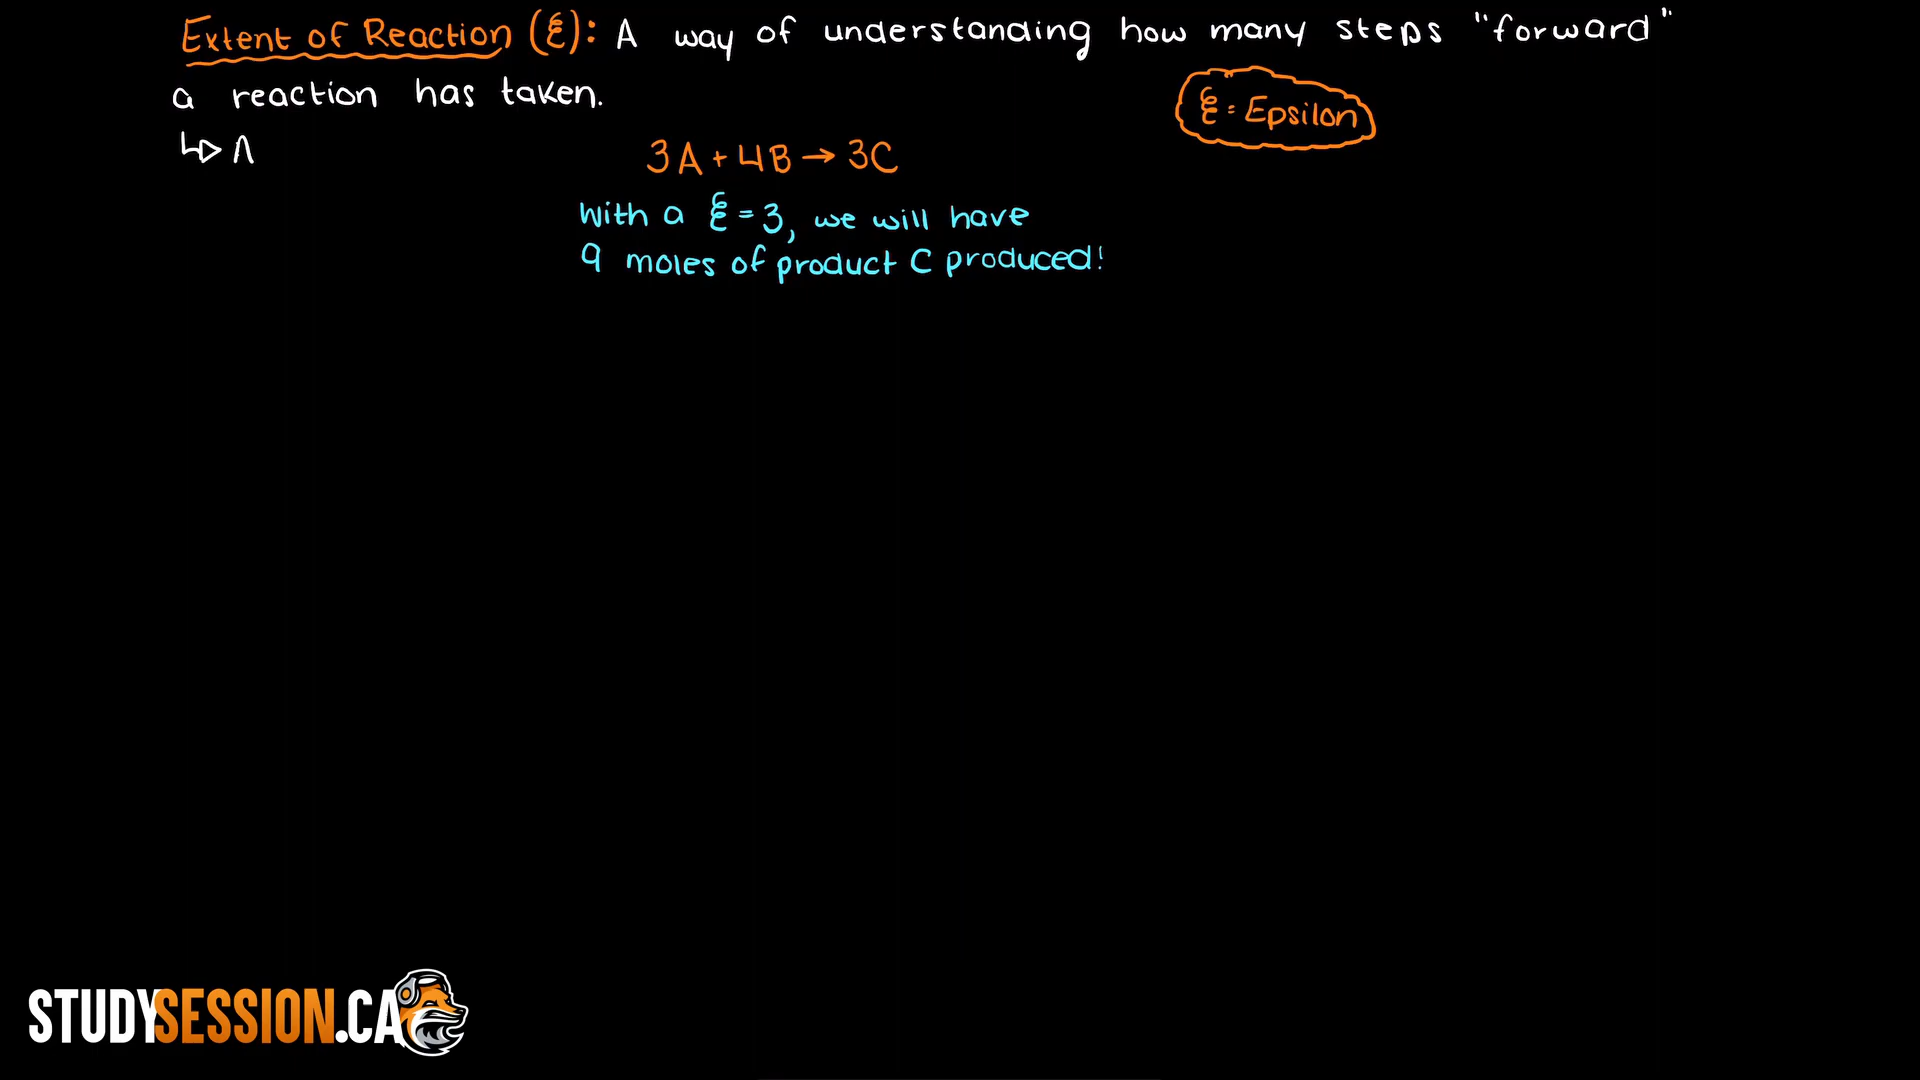 Extent of Reaction (ξ): A way of understanding how many steps "forward"
a reaction has taken.
ξ = Epsilon
3A + 4B → 3C
With a ξ = 3, we will have
9 moles of product C produced!
STUDYSESSION.CA